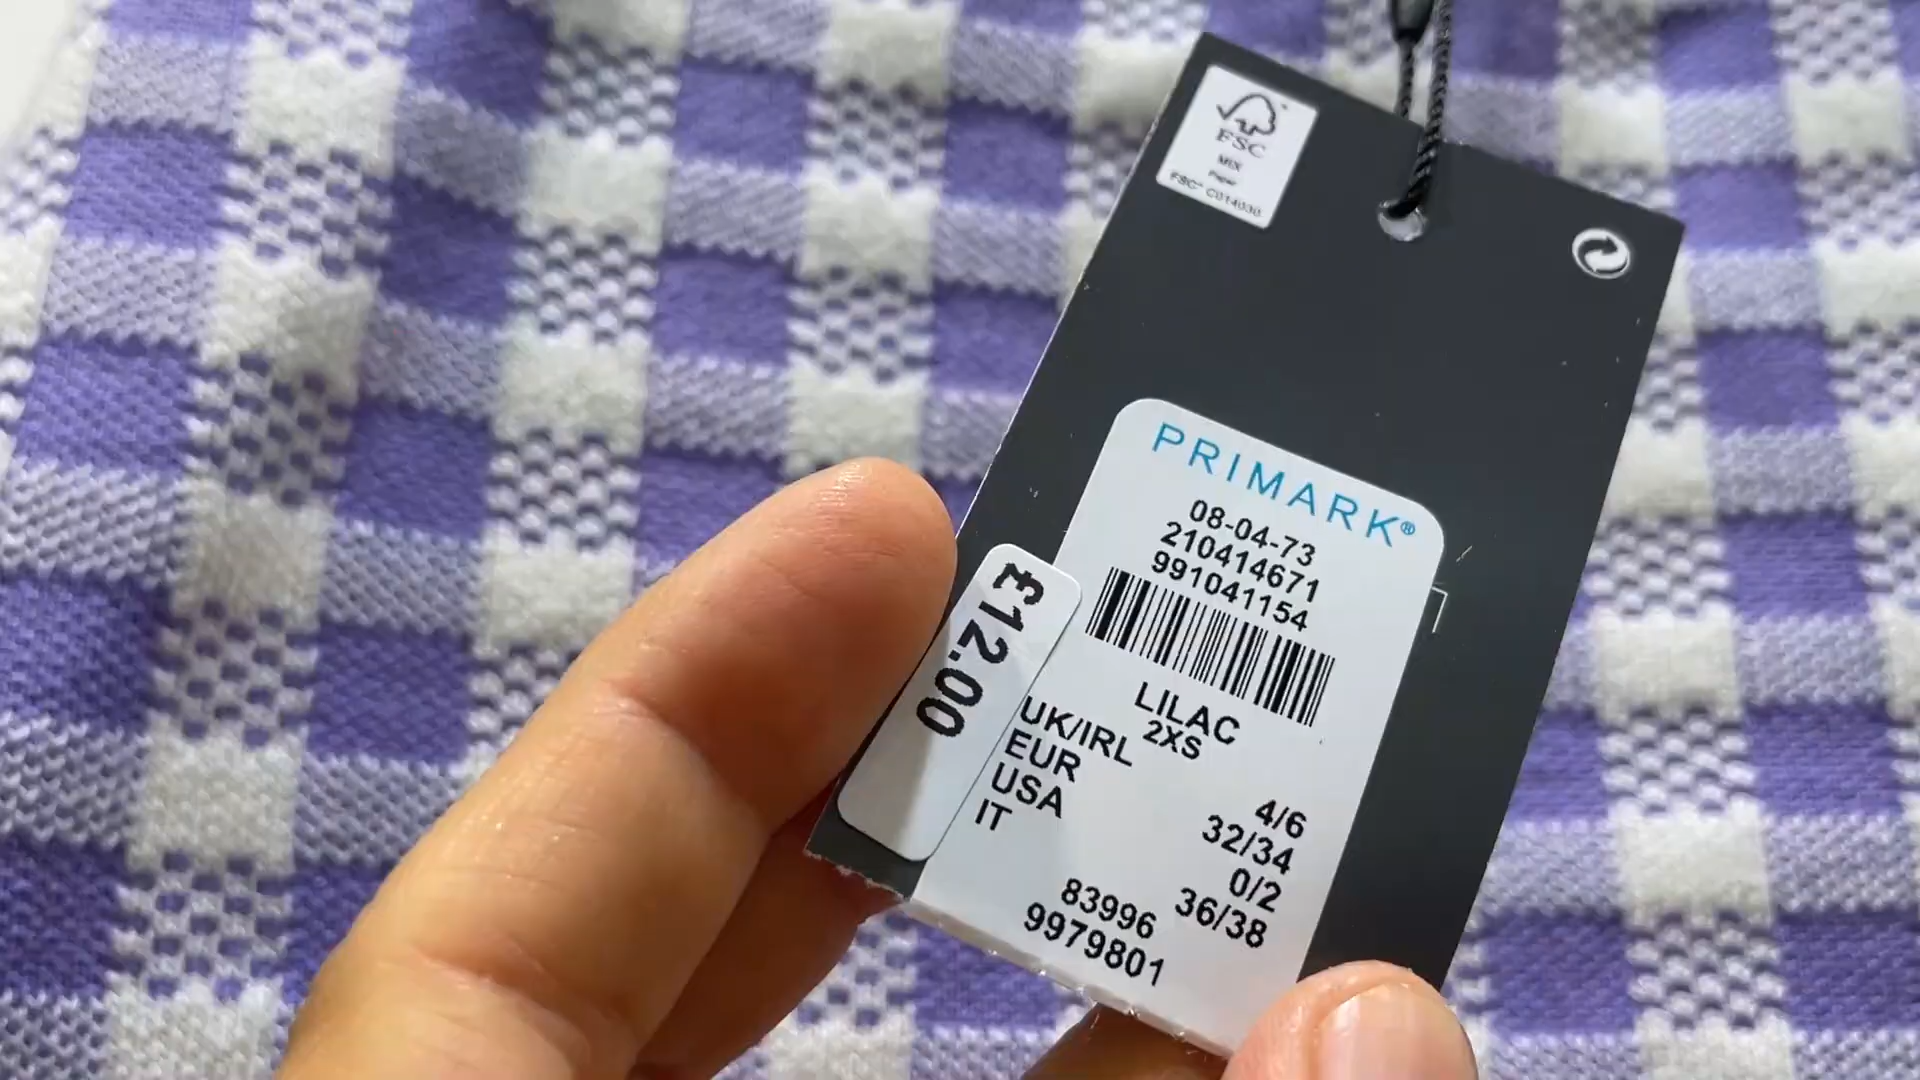 FSC
MIX
Paper
FSC™ C014030
PRIMARK®
08-04-73
210414671
991041154
LILAC
2XS
UK/IRL 4/6
EUR 32/34
USA 0/2
IT 36/38
83996
9979801
£12.00